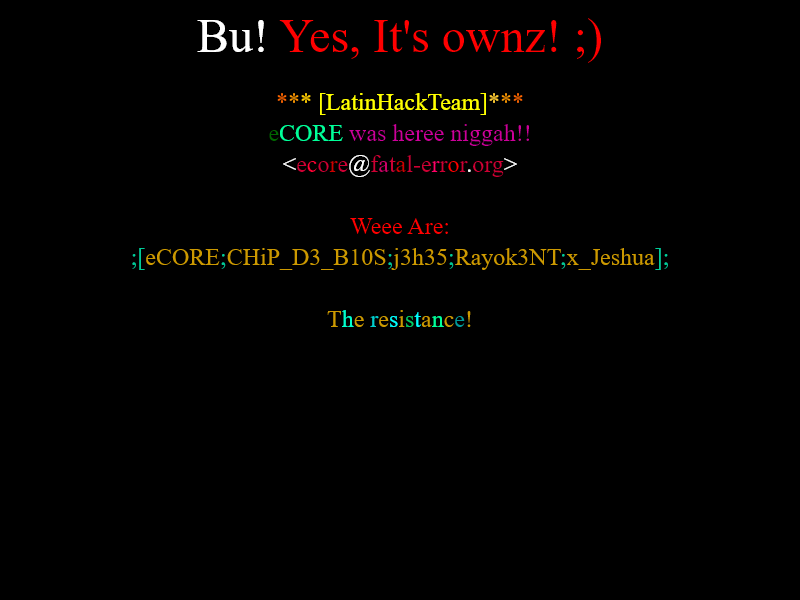 Bu! Yes, It's ownz! ;)
*** [LatinHackTeam]***
eCORE was heree niggah!!
<ecore@fatal-error.org>
Weee Are:
;[eCORE;CHiP_D3_B10S;j3h35;Rayok3NT;x_Jeshua];
The resistance!